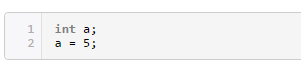 1 int a;
2 a = 5;